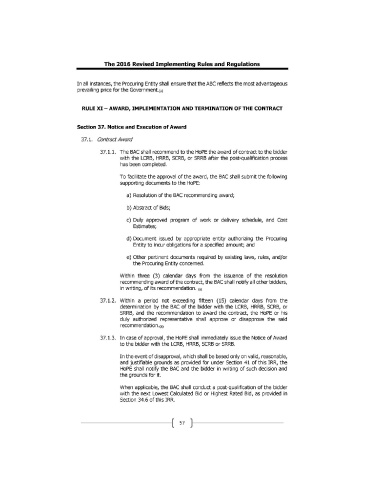 The 2016 Revised Implementing Rules and Regulations
In all instances, the Procuring Entity shall ensure that the ABC reflects the most advantageous
prevailing price for the Government.
RULE XI – AWARD, IMPLEMENTATION AND TERMINATION OF THE CONTRACT
Section 37. Notice and Execution of Award
37.1. Contract Award
37.1.1. The BAC shall recommend to the HoPE the award of contract to the bidder
with the LCRB, HRRB, SCRB, or SRRB after the post-qualification process
has been completed.
To facilitate the approval of the award, the BAC shall submit the following
supporting documents to the HoPE:
a) Resolution of the BAC recommending award;
b) Abstract of Bids;
c) Duly approved program of work or delivery schedule, and Cost
Estimates;
d) Document issued by appropriate entity authorizing the Procuring
Entity to incur obligations for a specified amount; and
e) Other pertinent documents required by existing laws, rules, and/or
the Procuring Entity concerned.
Within three (3) calendar days from the issuance of the resolution
recommending award of the contract, the BAC shall notify all other bidders,
in writing, of its recommendation.
37.1.2. Within a period not exceeding fifteen (15) calendar days from the
determination by the BAC of the bidder with the LCRB, HRRB, SCRB, or
SRRB, and the recommendation to award the contract, the HoPE or his
duly authorized representative shall approve or disapprove the said
recommendation.
37.1.3. In case of approval, the HoPE shall immediately issue the Notice of Award
to the bidder with the LCRB, HRRB, SCRB or SRRB.
In the event of disapproval, which shall be based only on valid, reasonable,
and justifiable grounds as provided for under Section 41 of this IRR, the
HoPE shall notify the BAC and the bidder in writing of such decision and
the grounds for it.
When applicable, the BAC shall conduct a post-qualification of the bidder
with the next Lowest Calculated Bid or Highest Rated Bid, as provided in
Section 34.6 of this IRR.
57